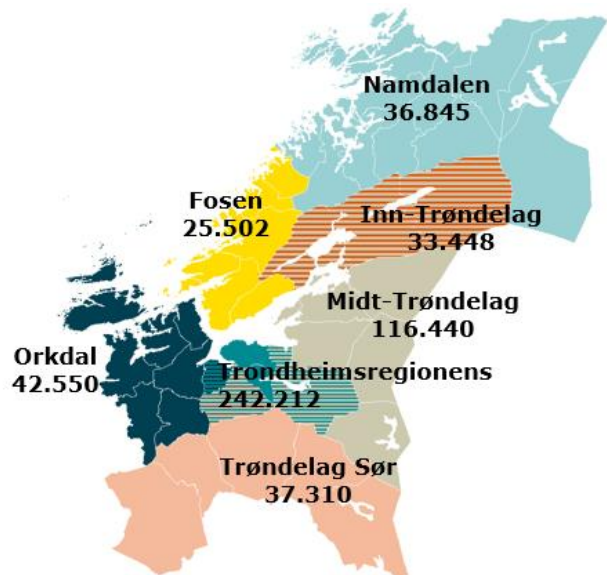 Namdalen
36.845
Fosen
25.502
Inn-Trøndelag
33.448
Midt-Trøndelag
116.440
Orkdal
42.550
Trondheimsregionens
242.212
Trøndelag Sør
37.310